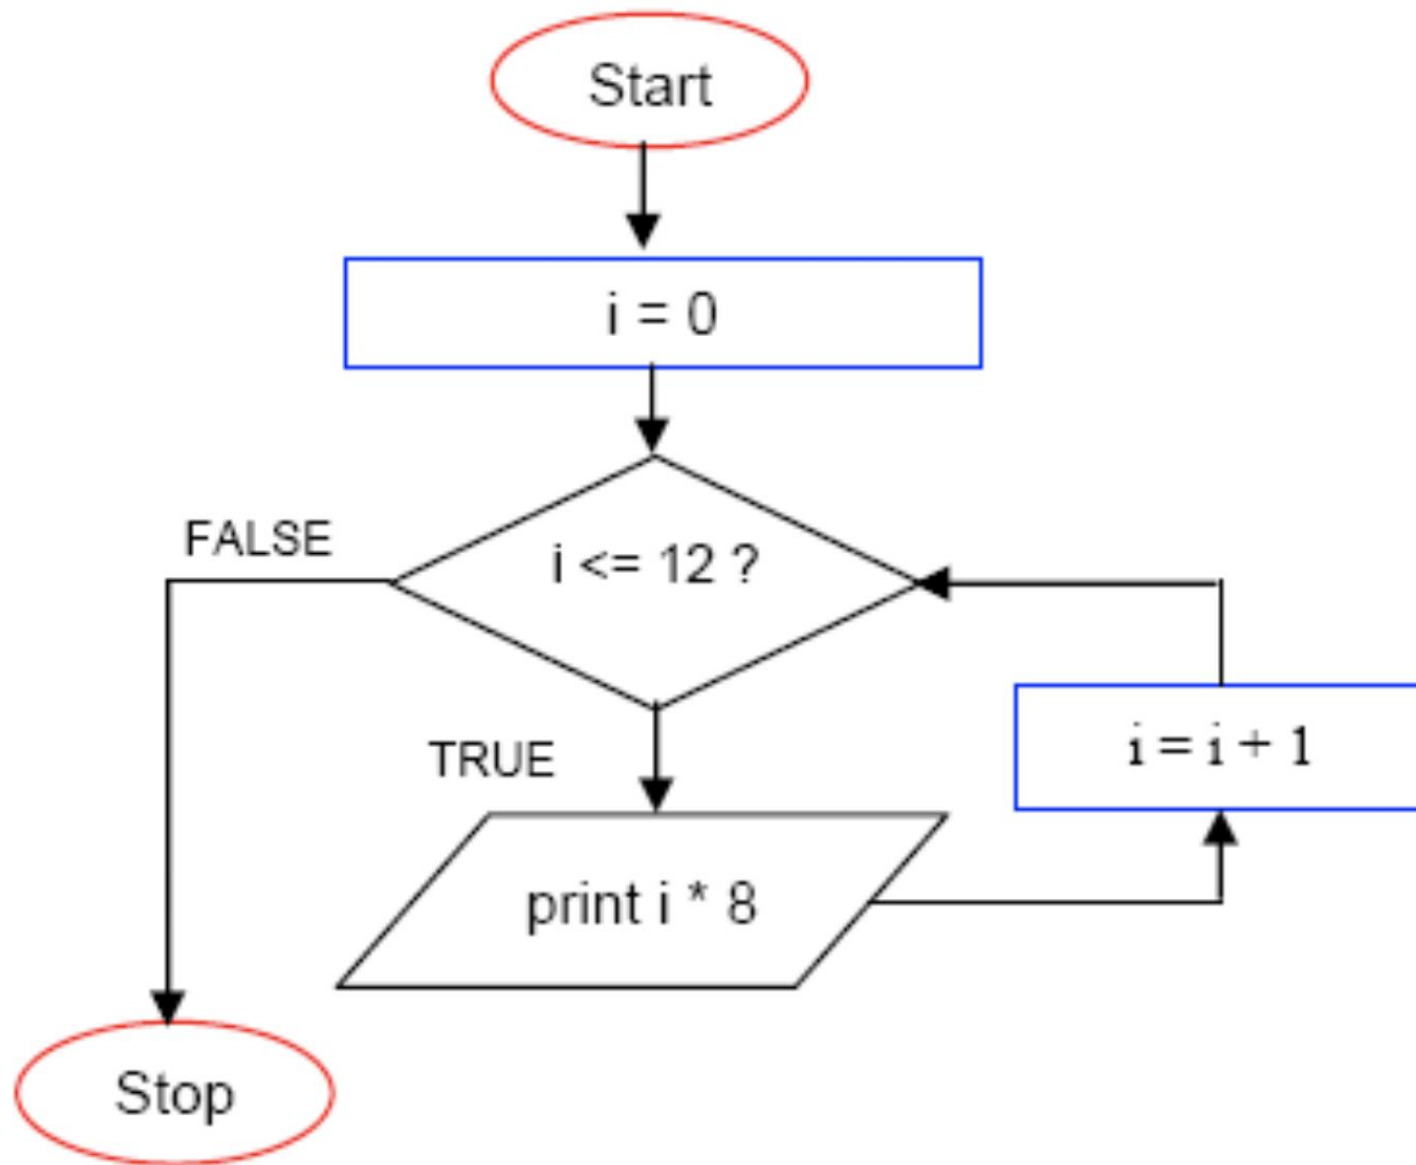 Start
i = 0
i <= 12 ?
FALSE
TRUE
i = i + 1
print i * 8
Stop